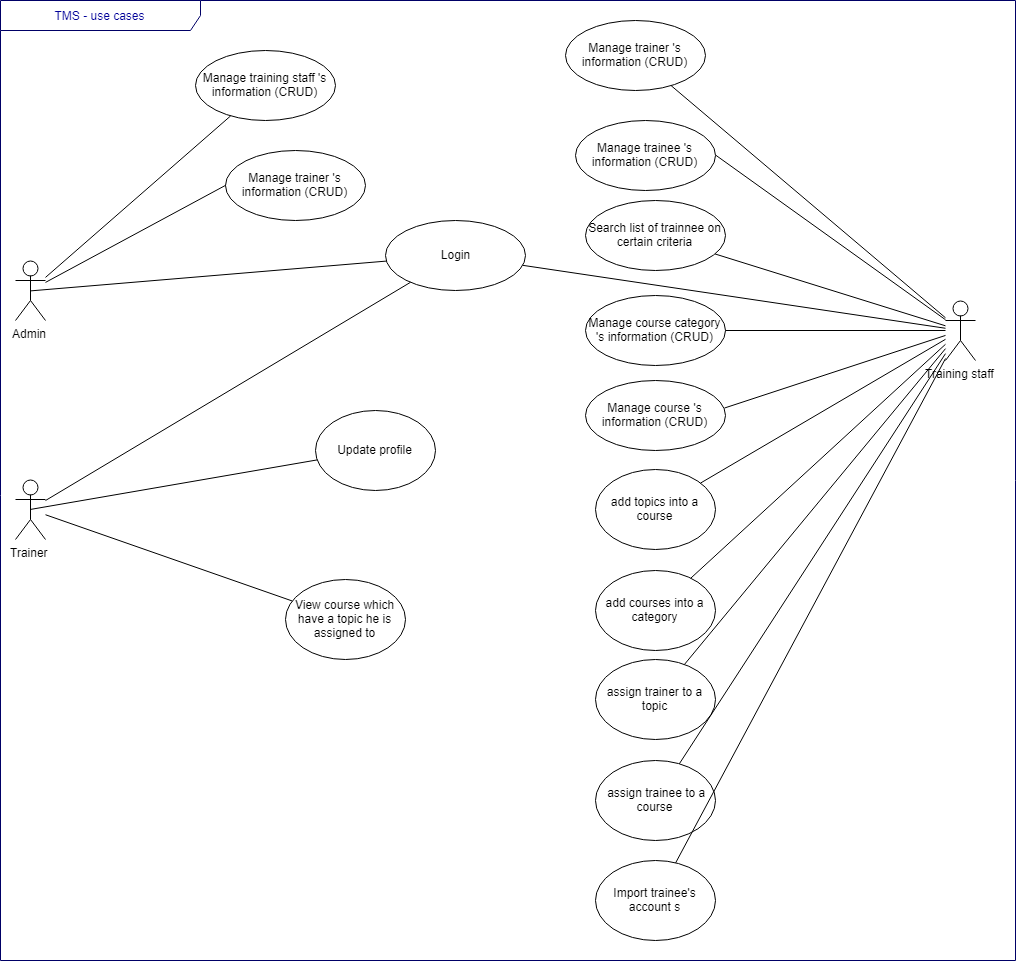 TMS - use cases
Manage trainer 's
information (CRUD)
Manage training staff 's
information (CRUD)
Manage trainee 's
information (CRUD)
Manage trainer 's
information (CRUD)
Search list of trainnee on
certain criteria
Login
Admin
Manage course category
's information (CRUD)
Training staff
Manage course 's
information (CRUD)
Update profile
add topics into a
course
Trainer
View course which
have a topic he is
assigned to
add courses into a
category
assign trainer to a
topic
assign trainee to a
course
Import trainee's
account s